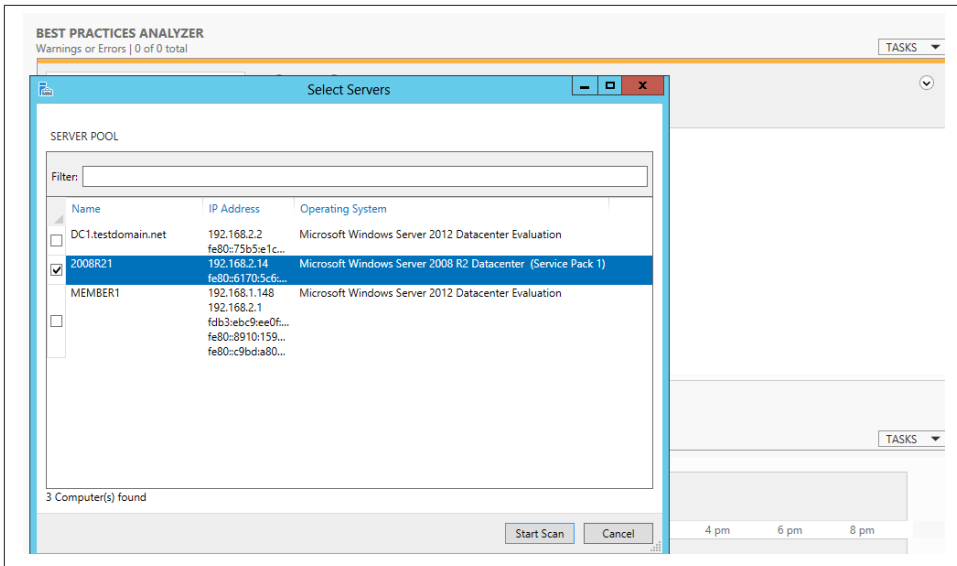 BEST PRACTICES ANALYZER
Warnings or Errors | 0 of 0 total
TASKS
Select Servers
SERVER POOL
Filter:
Name IP Address Operating System
DC1.testdomain.net 192.168.2.2 Microsoft Windows Server 2012 Datacenter Evaluation
fe80::75b5:e1c...
2008R21 192.168.2.14 Microsoft Windows Server 2008 R2 Datacenter (Service Pack 1)
fe80::6170:5c6:...
MEMBER1 192.168.1.148 Microsoft Windows Server 2012 Datacenter Evaluation
192.168.2.1
fdb3:ebc9:ee0f:...
fe80::8910:159...
fe80::c9bd:a80...
TASKS
3 Computer(s) found
Start Scan Cancel
4 pm 6 pm 8 pm